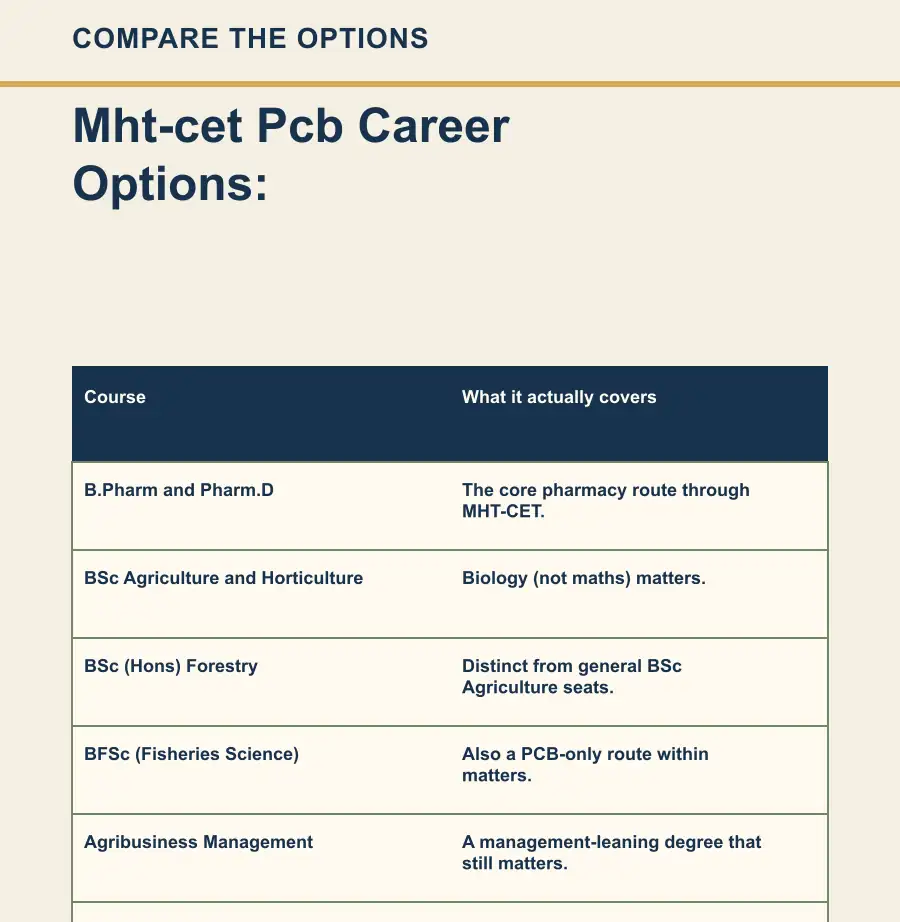 COMPARE THE OPTIONS
Mht-cet Pcb Career
Options:
Course
What it actually covers
B.Pharm and Pharm.D
The core pharmacy route through
MHT-CET.
BSc Agriculture and Horticulture
Biology (not maths) matters.
BSc (Hons) Forestry
Distinct from general BSc
Agriculture seats.
BFSc (Fisheries Science)
Also a PCB-only route within
matters.
Agribusiness Management
A management-leaning degree that
still matters.